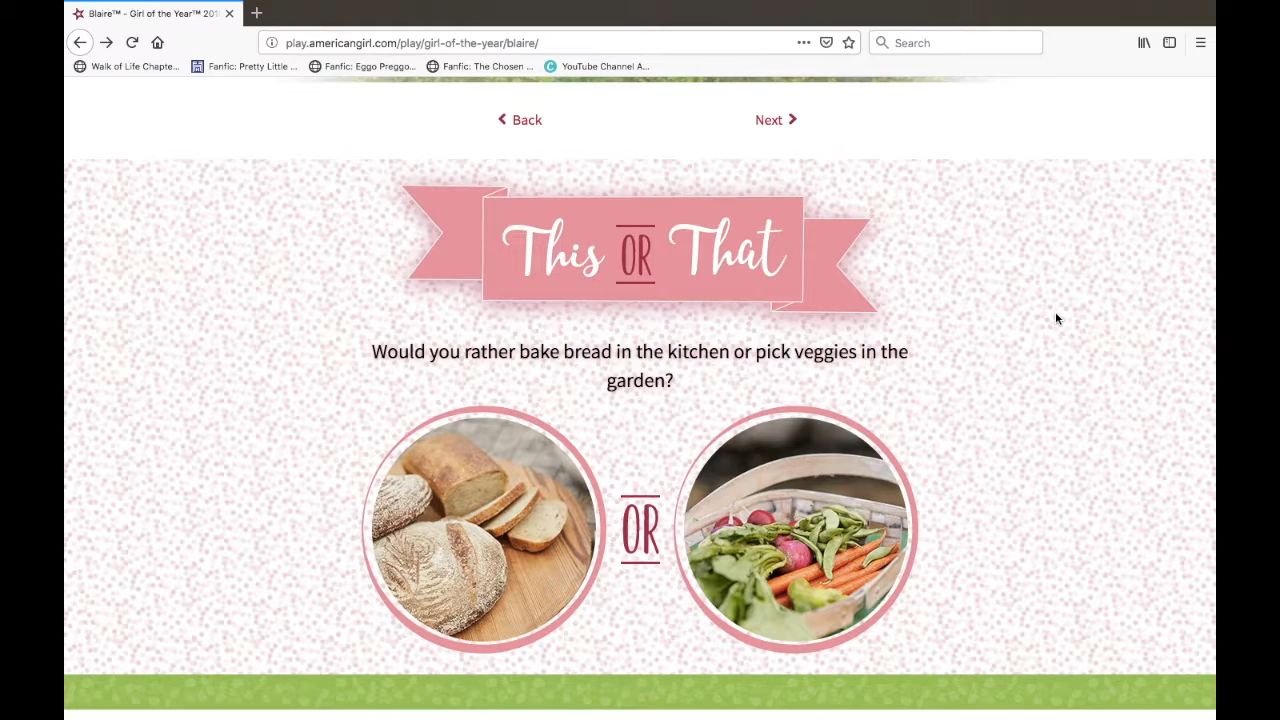 Blaire™ - Girl of the Year™ 201
play.americangirl.com/play/girl-of-the-year/blaire/
Search
Walk of Life Chapte...
Fanfic: Pretty Little ...
Fanfic: Eggo Preggo...
Fanfic: The Chosen ...
YouTube Channel A...
Back
Next
This OR That
Would you rather bake bread in the kitchen or pick veggies in the
garden?
OR